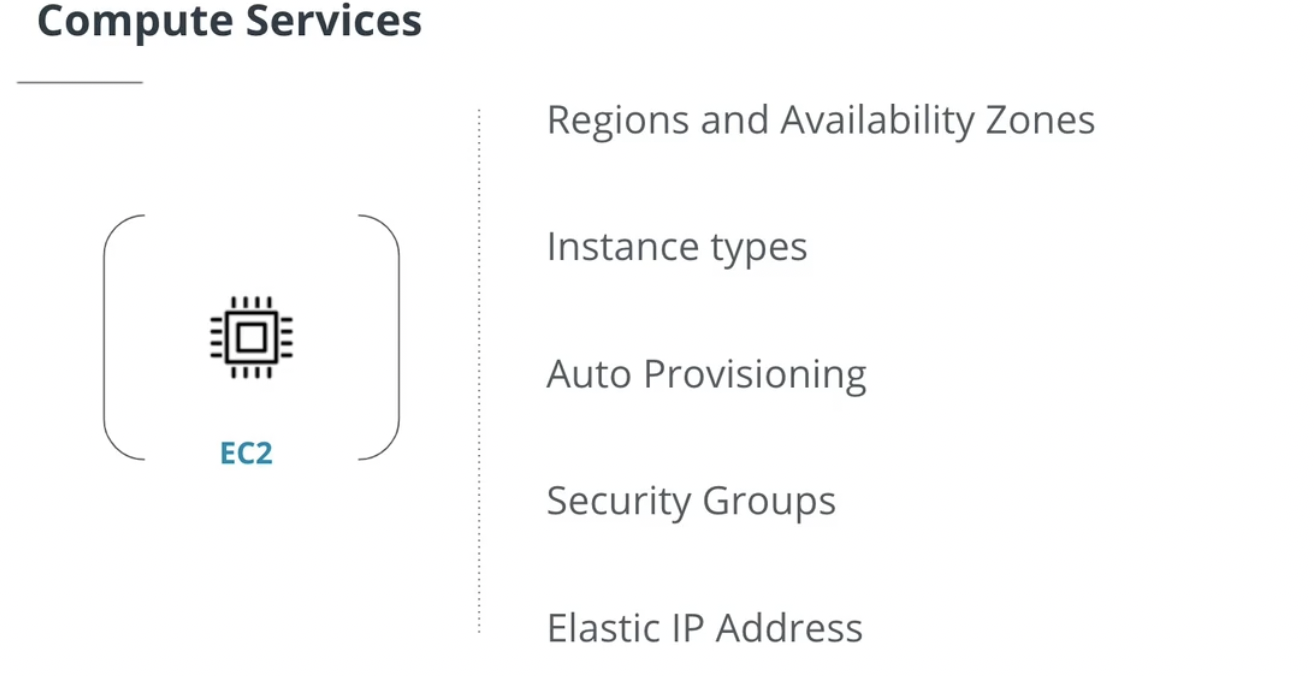 Compute Services
Regions and Availability Zones
Instance types
Auto Provisioning
Security Groups
Elastic IP Address
EC2